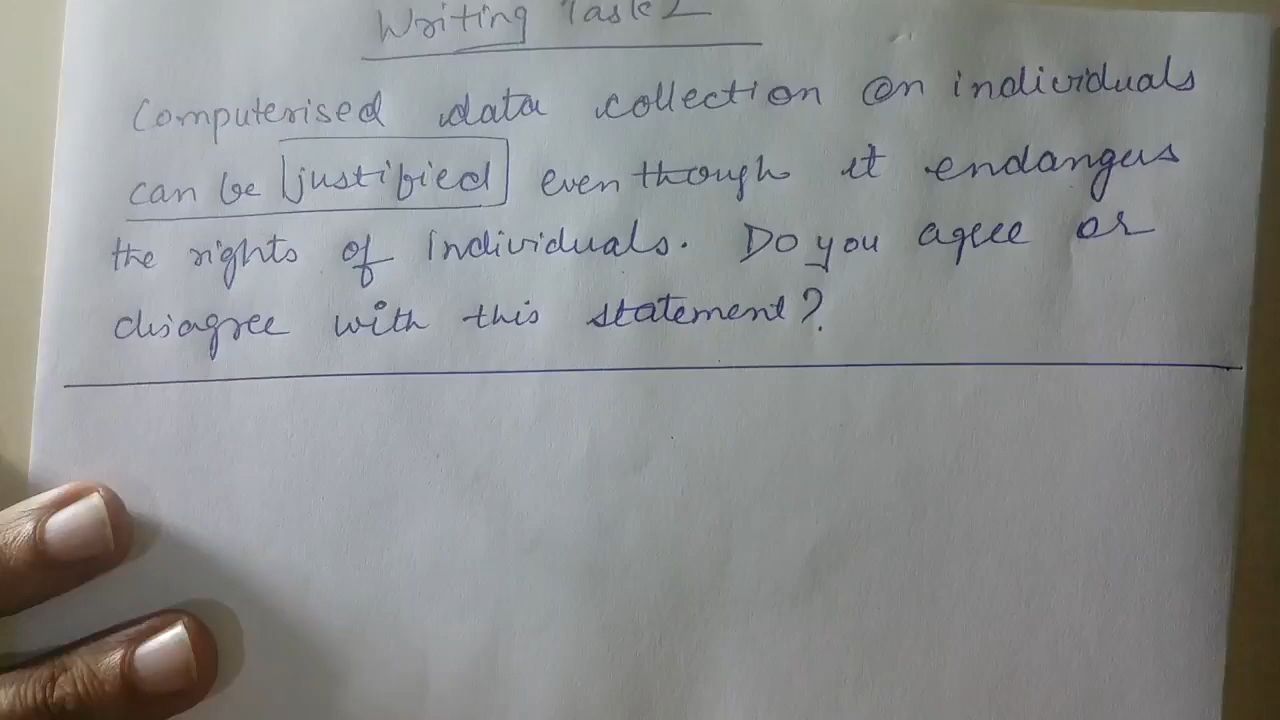 Writing Task 2
Computerised data collection on individuals
can be justified even though it endangers
the rights of individuals. Do you agree or
disagree with this statement?